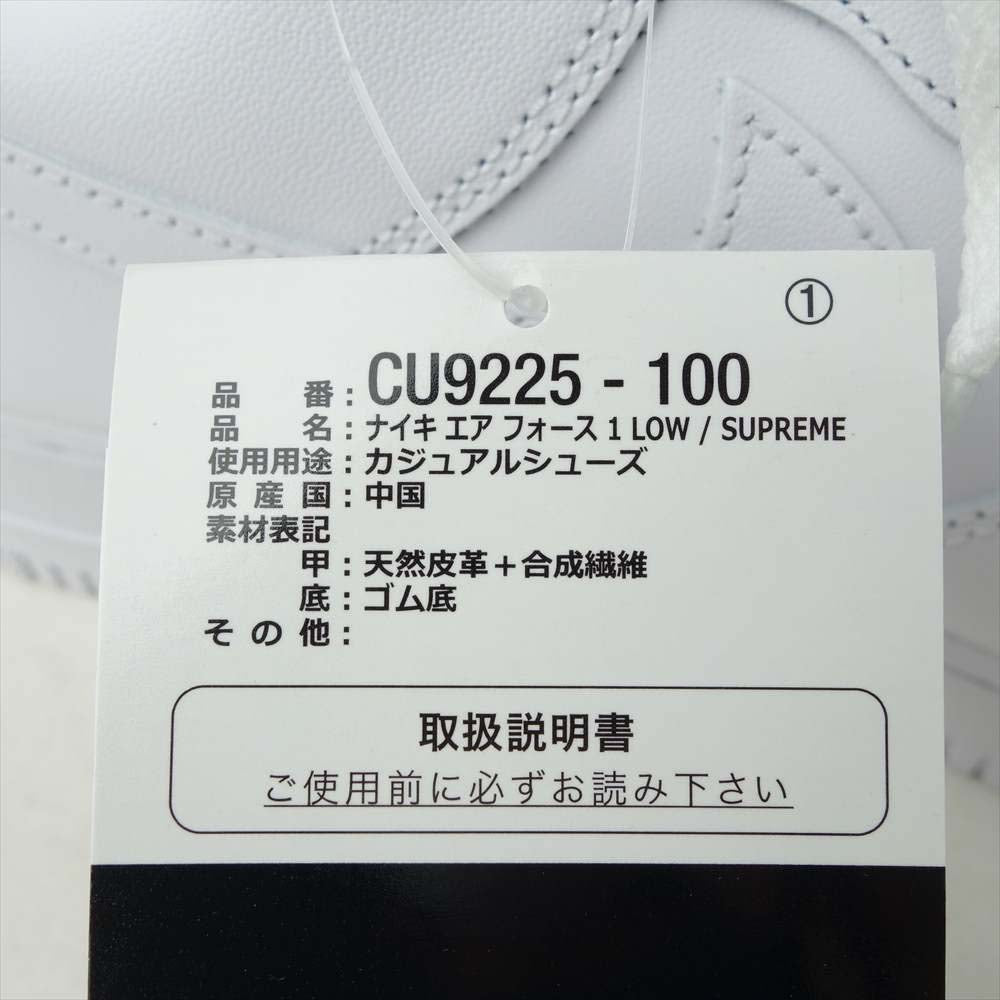 ①
品番：CU9225 - 100
品名：ナイキ エア フォース 1 LOW / SUPREME
使用用途：カジュアルシューズ
原産国：中国
素材表記
甲：天然皮革＋合成繊維
底：ゴム底
その他：
取扱説明書
ご使用前に必ずお読み下さい